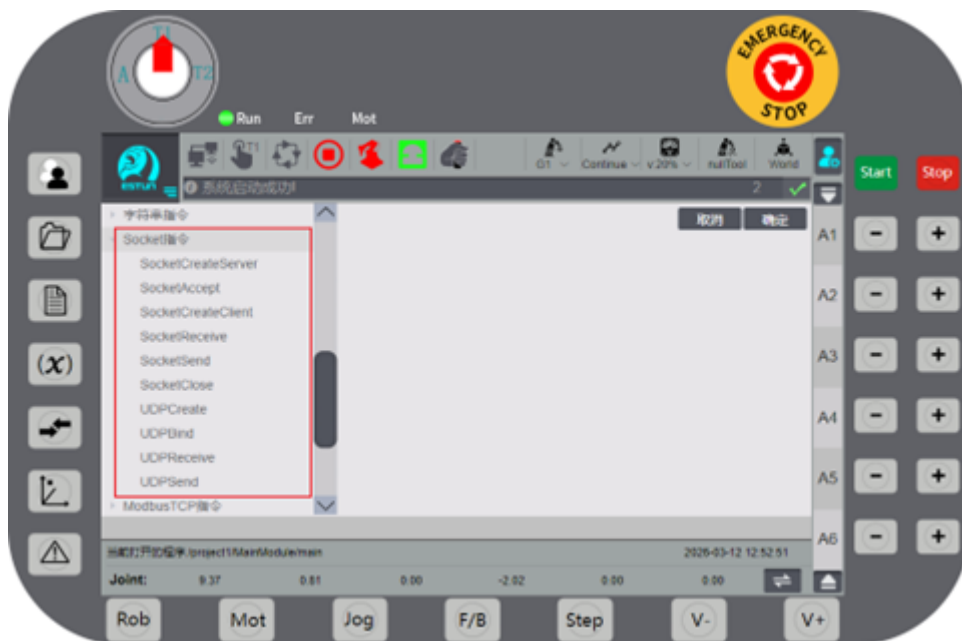 T1
A
T2
EMERGENCY
STOP
Run Err Mot
T1
G1 Continue v:20% nullTool World
ESTUN
系统启动成功! 2
Start Stop
字符串指令
取消 确定
Socket指令
SocketCreateServer
SocketAccept
SocketCreateClient
SocketReceive
SocketSend
SocketClose
UDPCreate
UDPBind
UDPReceive
UDPSend
ModbusTCP指令
A1 - +
A2 - +
A3 - +
A4 - +
A5 - +
A6 - +
(x)
当前打开的程序:/project1/MainModule/main 2026-03-12 12:52:51
Joint: 9.37 0.61 0.00 -2.02 0.00 0.00
Rob Mot Jog F/B Step V- V+